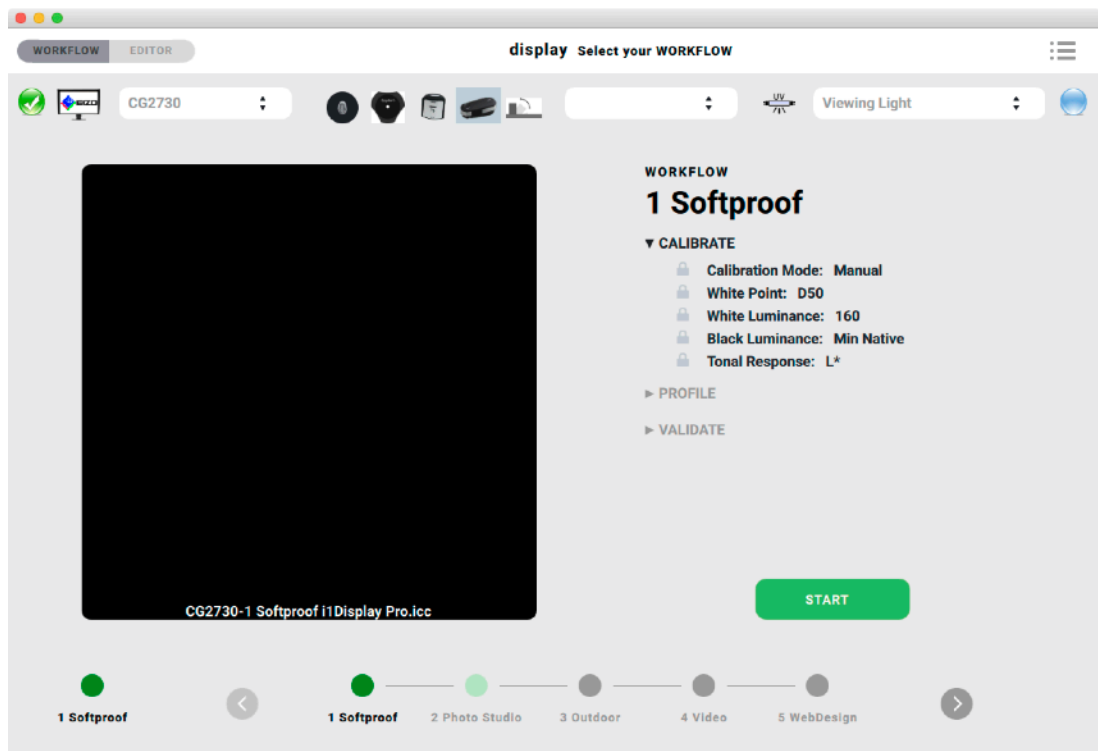 WORKFLOW EDITOR display Select your WORKFLOW
EIZO CG2730 UV Viewing Light
WORKFLOW
1 Softproof
▼ CALIBRATE
Calibration Mode: Manual
White Point: D50
White Luminance: 160
Black Luminance: Min Native
Tonal Response: L*
► PROFILE
► VALIDATE
START
CG2730-1 Softproof i1Display Pro.icc
1 Softproof 1 Softproof 2 Photo Studio 3 Outdoor 4 Video 5 WebDesign